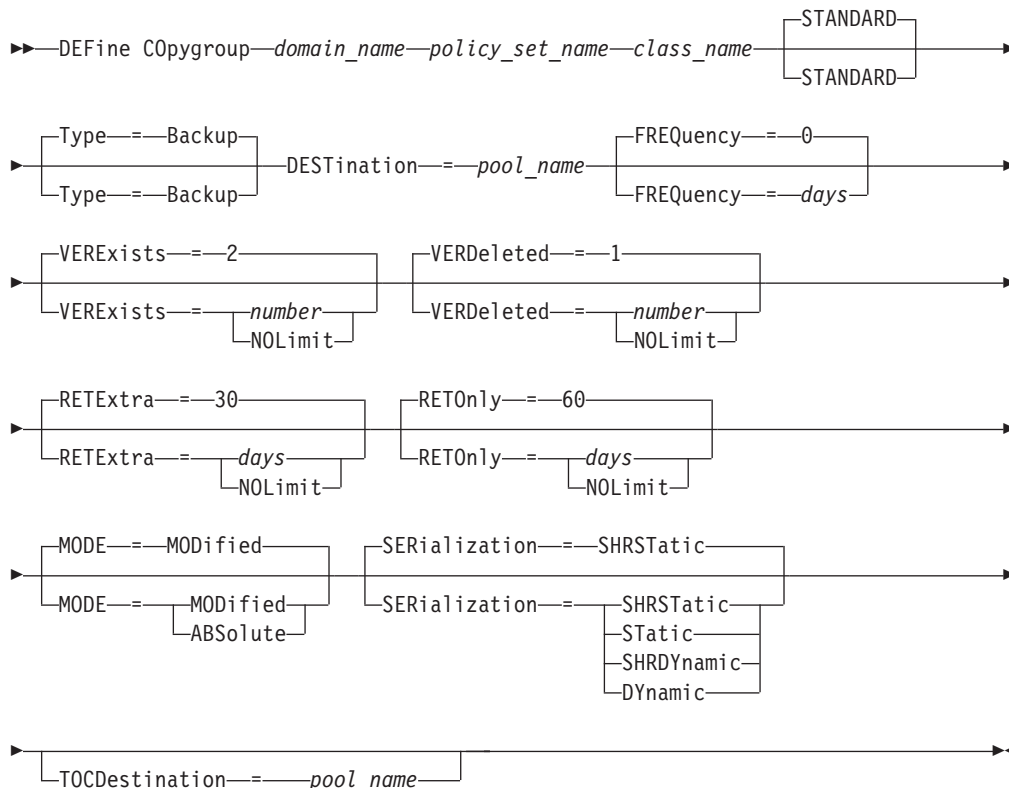 STANDARD
DEFine COpygroup domain_name policy_set_name class_name
STANDARD
Type = Backup FREQuency = 0
DESTination = pool_name
Type = Backup FREQuency = days
VERExists = 2 VERDeleted = 1
VERExists = number VERDeleted = number
NOLimit NOLimit
RETExtra = 30 RETOnly = 60
RETExtra = days RETOnly = days
NOLimit NOLimit
MODE = MODified SERialization = SHRSTatic
MODE = MODified SERialization = SHRSTatic
ABSolute STatic
SHRDYnamic
DYnamic
TOCDestination = pool_name